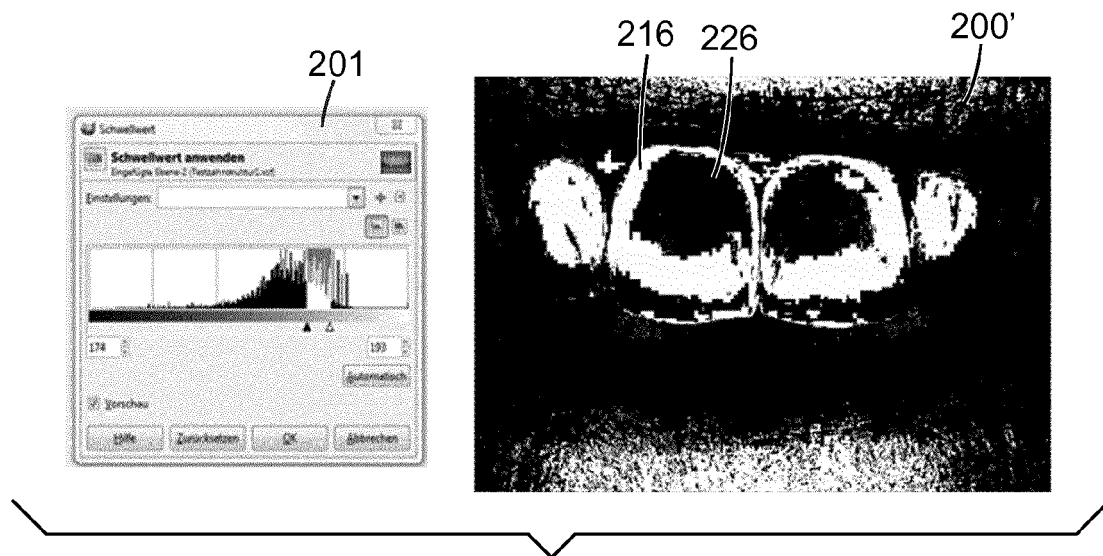 216 226 200'
201
Schwellwert
Schwellwert anwenden
Einstellungen:
174 193
Automatisch
Vorschau
Hilfe Zurücksetzen OK Abbrechen